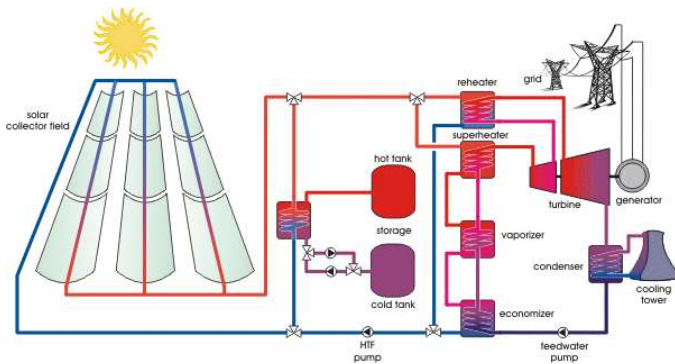 solar
collector field
hot tank
storage
cold tank
HTF
pump
reheater
superheater
vaporizer
economizer
grid
turbine
generator
condenser
cooling
tower
feedwater
pump